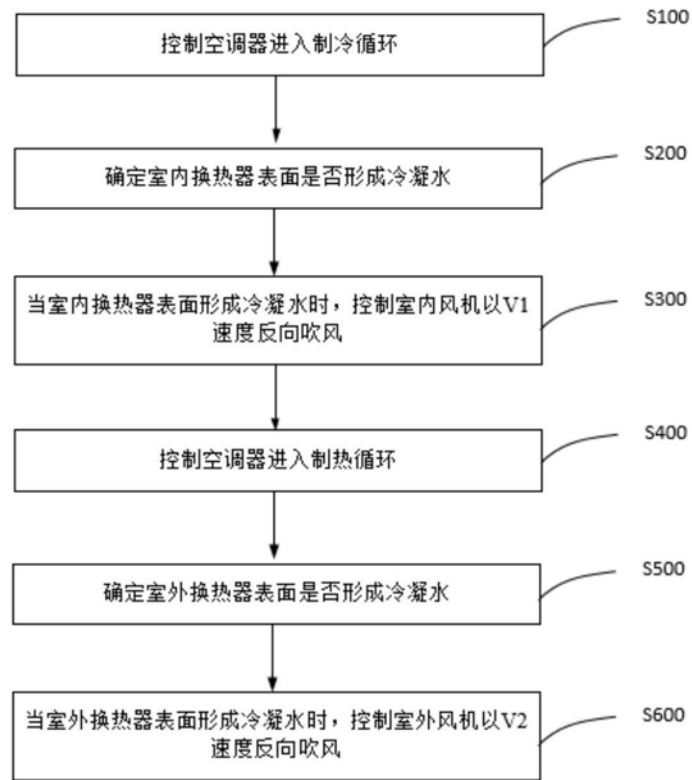 控制空调器进入制冷循环
S100
确定室内换热器表面是否形成冷凝水
S200
当室内换热器表面形成冷凝水时，控制室内风机以V1
速度反向吹风
S300
控制空调器进入制热循环
S400
确定室外换热器表面是否形成冷凝水
S500
当室外换热器表面形成冷凝水时，控制室外风机以V2
速度反向吹风
S600